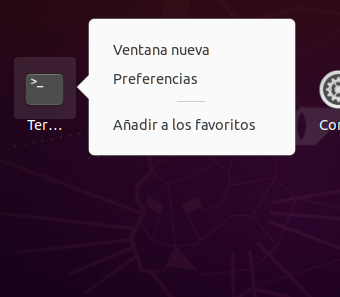 Ventana nueva
Preferencias
Añadir a los favoritos
>_
Ter...
Co